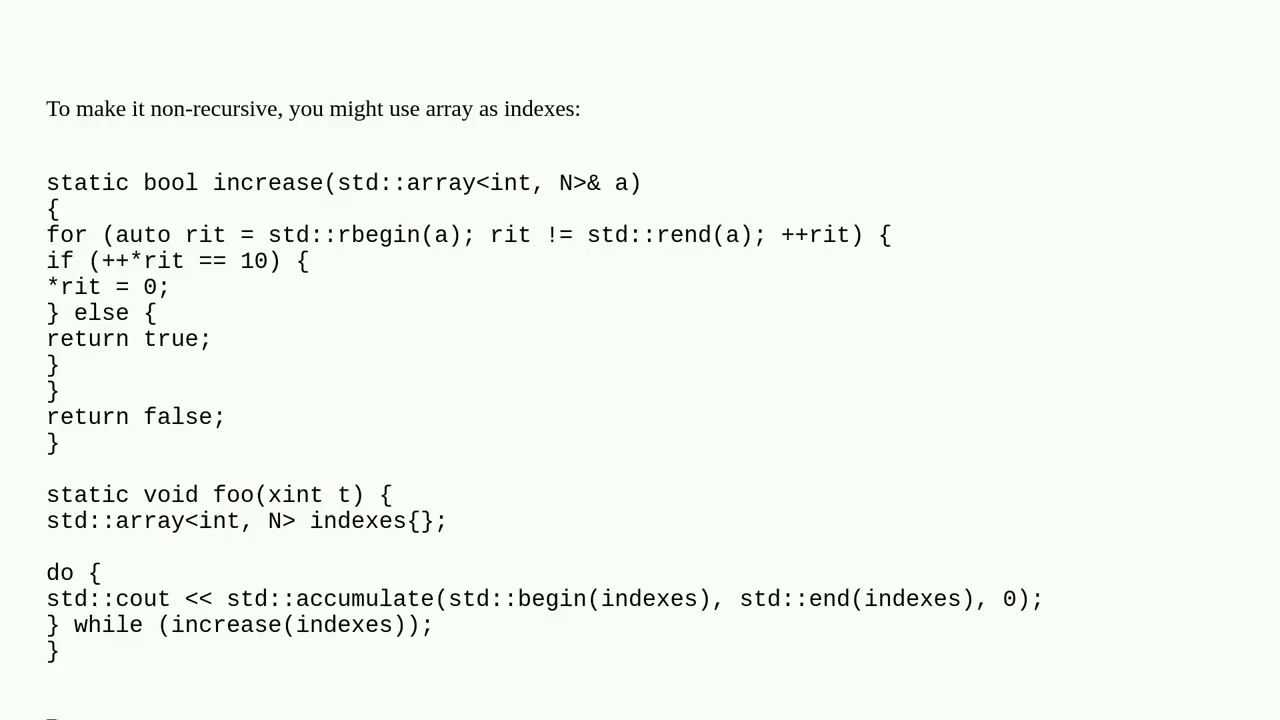 To make it non-recursive, you might use array as indexes:
static bool increase(std::array<int, N>& a)
{
for (auto rit = std::rbegin(a); rit != std::rend(a); ++rit) {
if (++*rit == 10) {
*rit = 0;
} else {
return true;
}
}
return false;
}
static void foo(xint t) {
std::array<int, N> indexes{};
do {
std::cout << std::accumulate(std::begin(indexes), std::end(indexes), 0);
} while (increase(indexes));
}